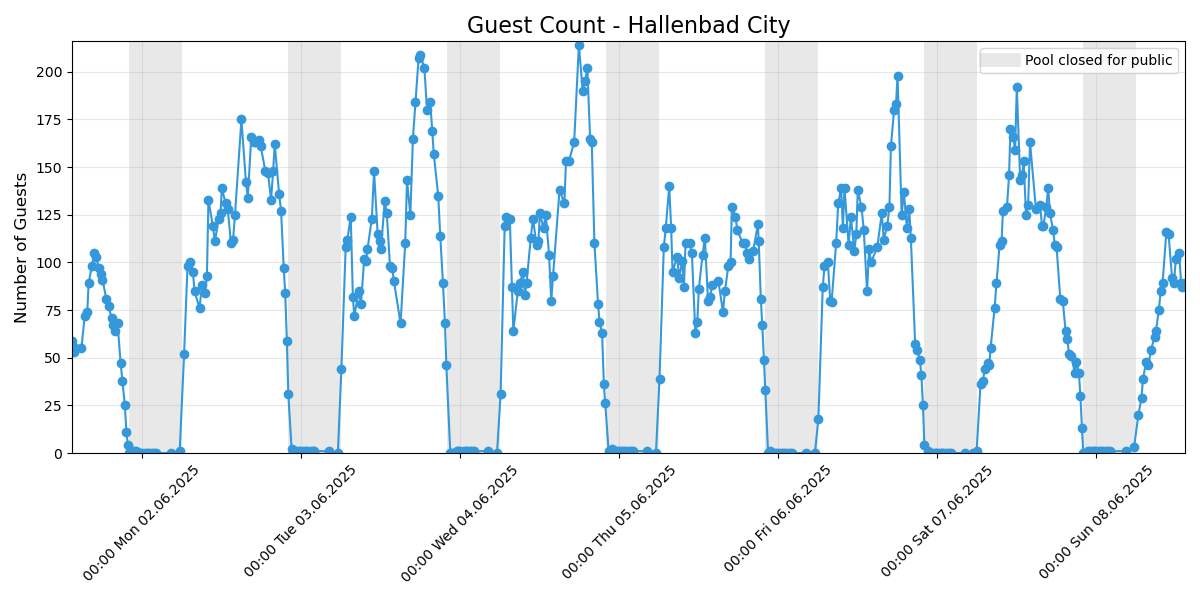 Guest Count - Hallenbad City
Pool closed for public
Number of Guests
200
175
150
125
100
75
50
25
0
00:00 Mon 02.06.2025
00:00 Tue 03.06.2025
00:00 Wed 04.06.2025
00:00 Thu 05.06.2025
00:00 Fri 06.06.2025
00:00 Sat 07.06.2025
00:00 Sun 08.06.2025